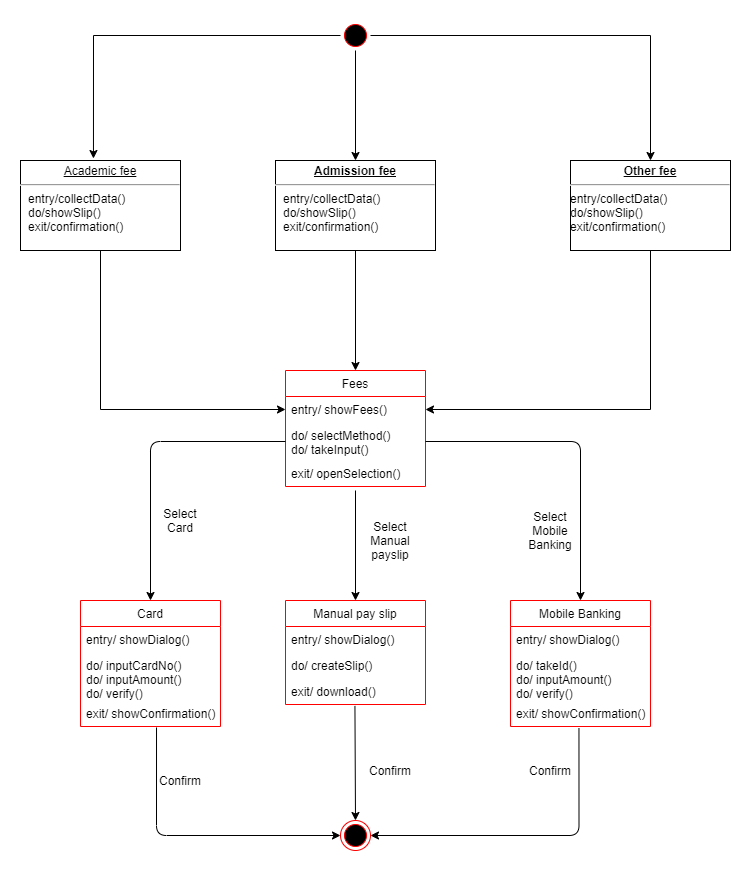 Academic fee
entry/collectData()
do/showSlip()
exit/confirmation()
Admission fee
entry/collectData()
do/showSlip()
exit/confirmation()
Other fee
entry/collectData()
do/showSlip()
exit/confirmation()
Fees
entry/ showFees()
do/ selectMethod()
do/ takeInput()
exit/ openSelection()
Select
Card
Select
Manual
payslip
Select
Mobile
Banking
Card
entry/ showDialog()
do/ inputCardNo()
do/ inputAmount()
do/ verify()
exit/ showConfirmation()
Manual pay slip
entry/ showDialog()
do/ createSlip()
exit/ download()
Mobile Banking
entry/ showDialog()
do/ takeId()
do/ inputAmount()
do/ verify()
exit/ showConfirmation()
Confirm
Confirm
Confirm